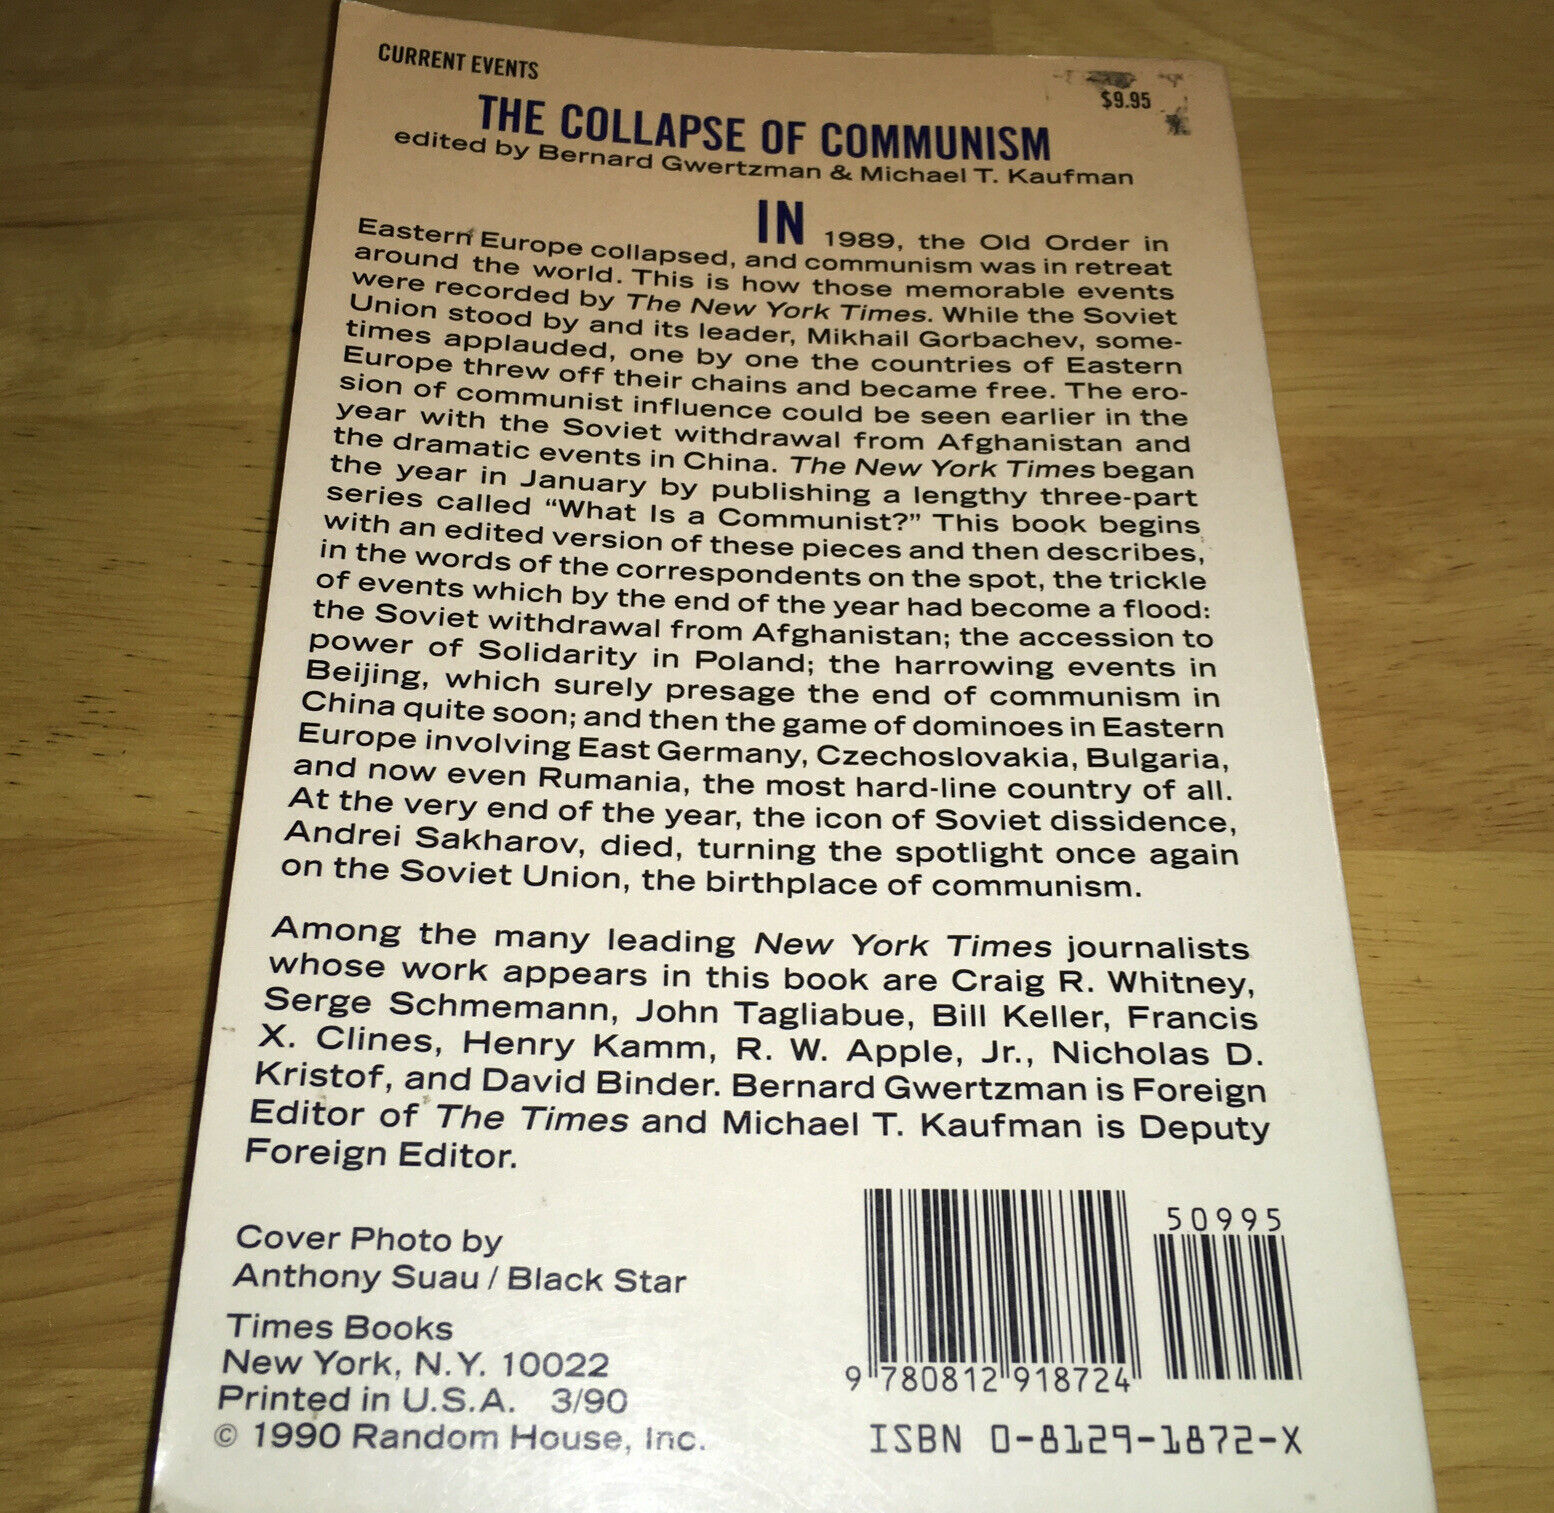 CURRENT EVENTS
$9.95
THE COLLAPSE OF COMMUNISM
edited by Bernard Gwertzman & Michael T. Kaufman
IN 1989, the Old Order in
Eastern Europe collapsed, and communism was in retreat
around the world. This is how those memorable events
were recorded by The New York Times. While the Soviet
Union stood by and its leader, Mikhail Gorbachev, some-
times applauded, one by one the countries of Eastern
Europe threw off their chains and became free. The ero-
sion of communist influence could be seen earlier in the
year with the Soviet withdrawal from Afghanistan and
the dramatic events in China. The New York Times began
the year in January by publishing a lengthy three-part
series called “What Is a Communist?” This book begins
with an edited version of these pieces and then describes,
in the words of the correspondents on the spot, the trickle
of events which by the end of the year had become a flood:
the Soviet withdrawal from Afghanistan; the accession to
power of Solidarity in Poland; the harrowing events in
Beijing, which surely presage the end of communism in
China quite soon; and then the game of dominoes in Eastern
Europe involving East Germany, Czechoslovakia, Bulgaria,
and now even Rumania, the most hard-line country of all.
At the very end of the year, the icon of Soviet dissidence,
Andrei Sakharov, died, turning the spotlight once again
on the Soviet Union, the birthplace of communism.
Among the many leading New York Times journalists
whose work appears in this book are Craig R. Whitney,
Serge Schmemann, John Tagliabue, Bill Keller, Francis
X. Clines, Henry Kamm, R. W. Apple, Jr., Nicholas D.
Kristof, and David Binder. Bernard Gwertzman is Foreign
Editor of The Times and Michael T. Kaufman is Deputy
Foreign Editor.
Cover Photo by
Anthony Suau / Black Star
Times Books
New York, N.Y. 10022
Printed in U.S.A. 3/90
© 1990 Random House, Inc.
50995
9 780812 918724
ISBN 0-8129-1872-X